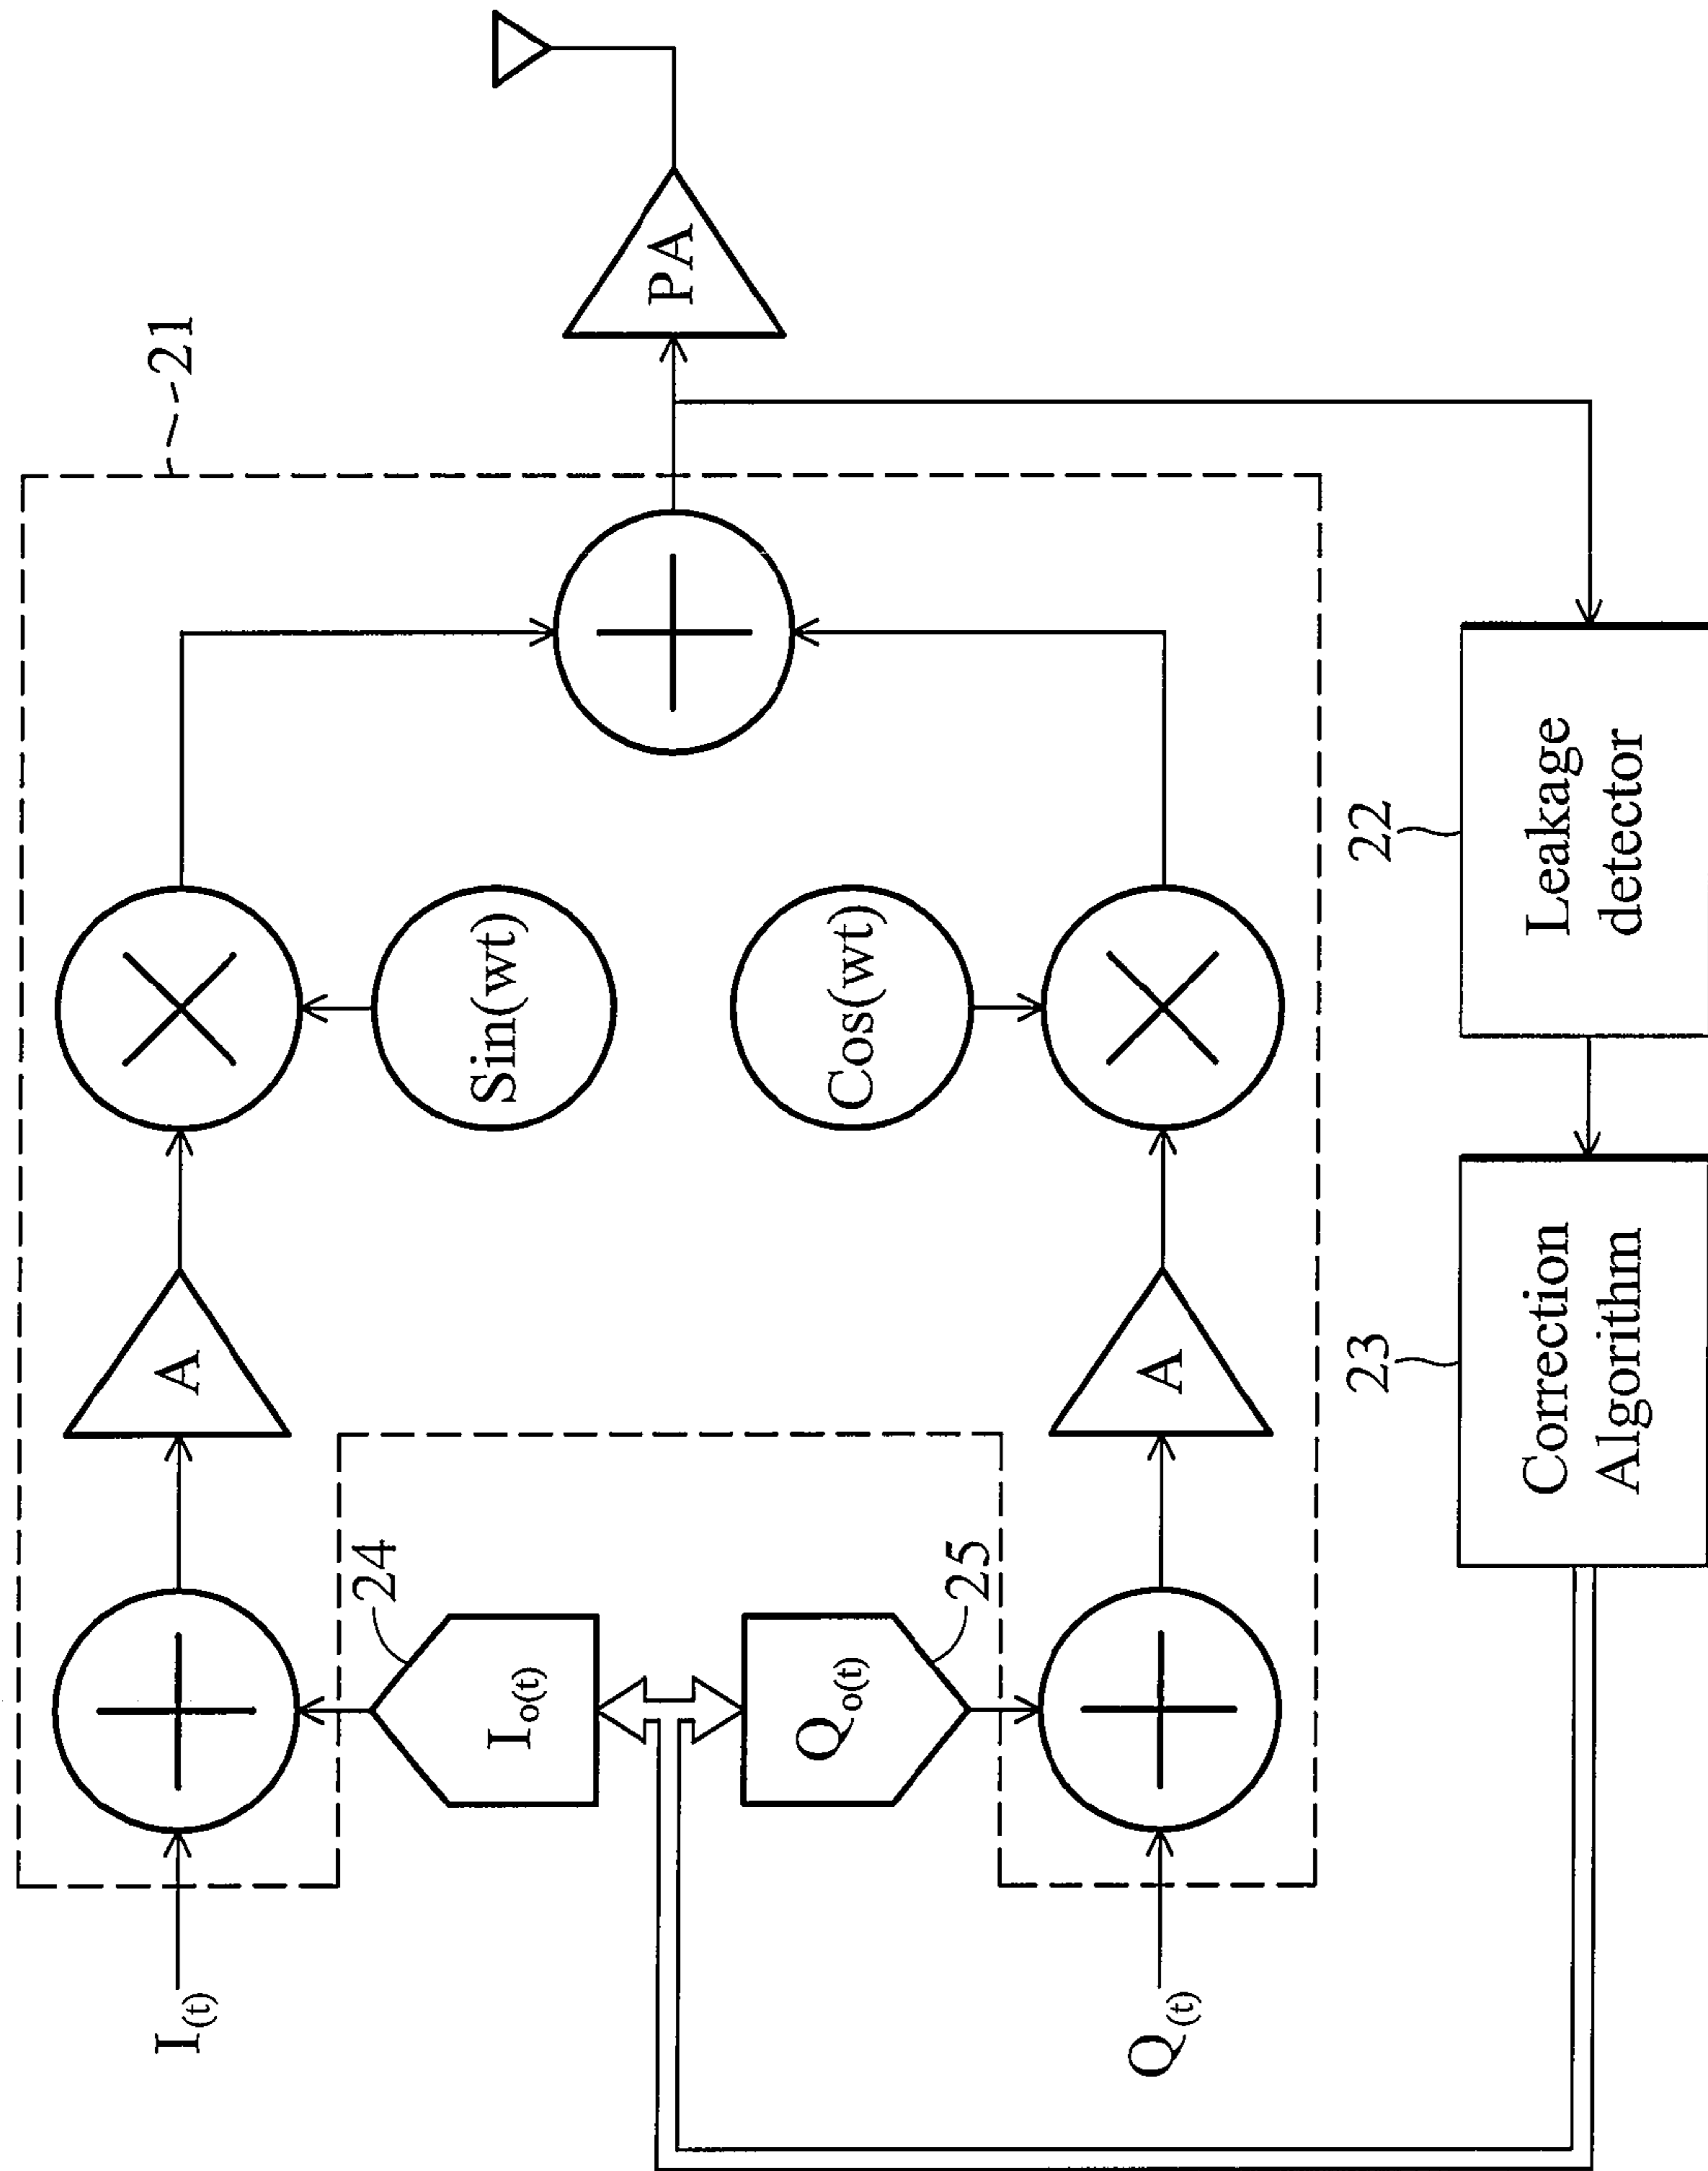 21
I(t)
A
24
Io(t)
Sin(wt)
PA
Qo(t)
25
Cos(wt)
Q(t)
A
23
Correction
Algorithm
22
Leakage
detector